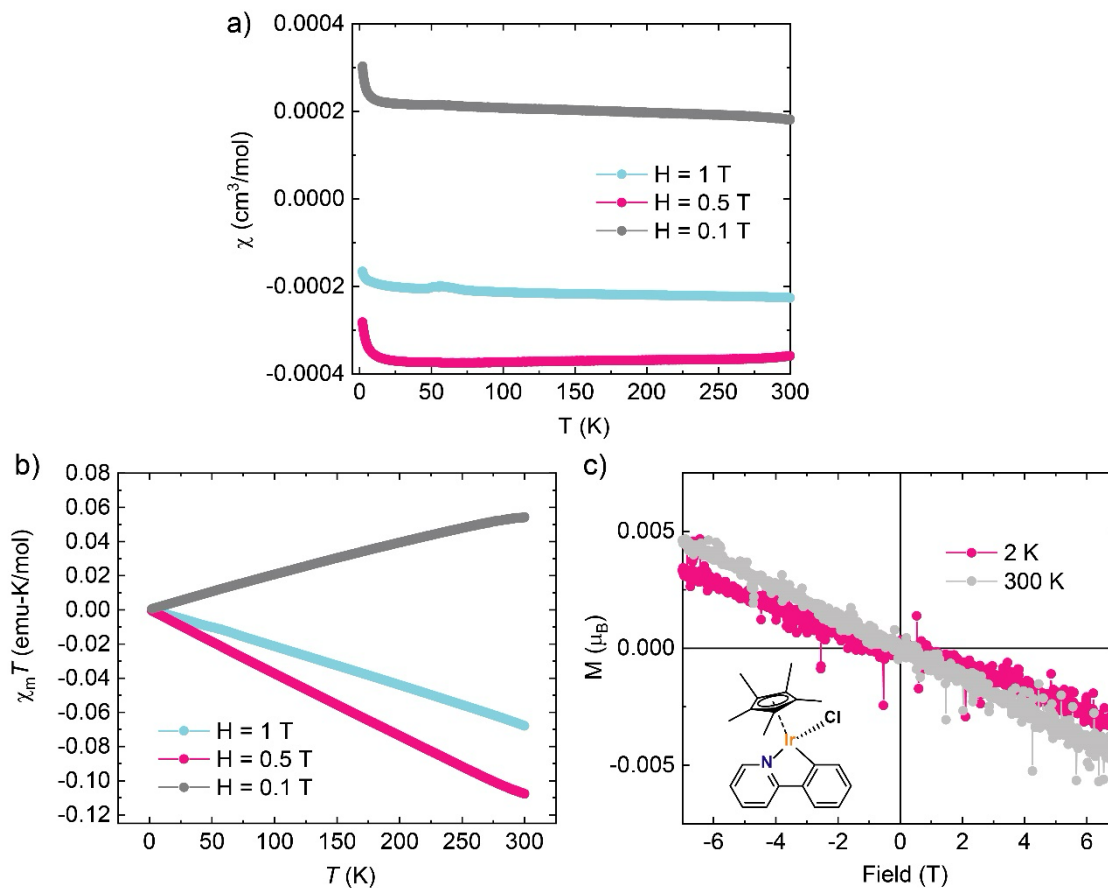 a)
0.0004
0.0002
0.0000
-0.0002
-0.0004
χ (cm³/mol)
H = 1 T
H = 0.5 T
H = 0.1 T
0 50 100 150 200 250 300
T (K)
b)
0.08
0.06
0.04
0.02
0.00
-0.02
-0.04
-0.06
-0.08
-0.10
-0.12
χₘT (emu-K/mol)
H = 1 T
H = 0.5 T
H = 0.1 T
0 50 100 150 200 250 300
T (K)
c)
0.005
0.000
-0.005
M (μB)
2 K
300 K
Cl
Ir
N
-6 -4 -2 0 2 4 6
Field (T)